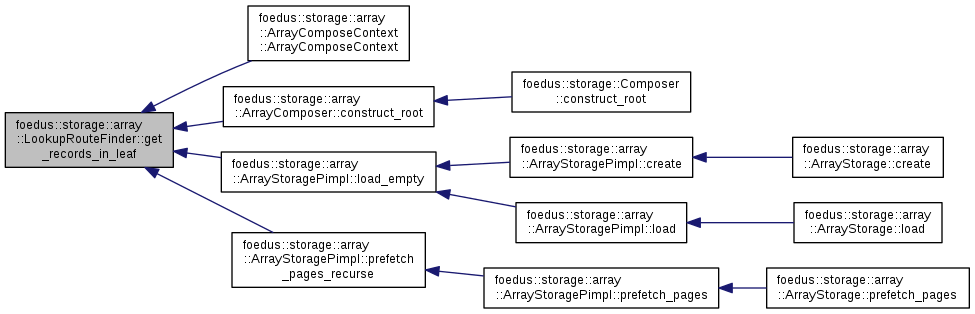 foedus::storage::array
::ArrayComposeContext
::ArrayComposeContext
foedus::storage::Composer
::construct_root
foedus::storage::array
::ArrayComposer::construct_root
foedus::storage::array
::LookupRouteFinder::get
_records_in_leaf
foedus::storage::array
::ArrayStoragePimpl::load_empty
foedus::storage::array
::ArrayStoragePimpl::create
foedus::storage::array
::ArrayStorage::create
foedus::storage::array
::ArrayStoragePimpl::load
foedus::storage::array
::ArrayStorage::load
foedus::storage::array
::ArrayStoragePimpl::prefetch
_pages_recurse
foedus::storage::array
::ArrayStoragePimpl::prefetch_pages
foedus::storage::array
::ArrayStorage::prefetch_pages